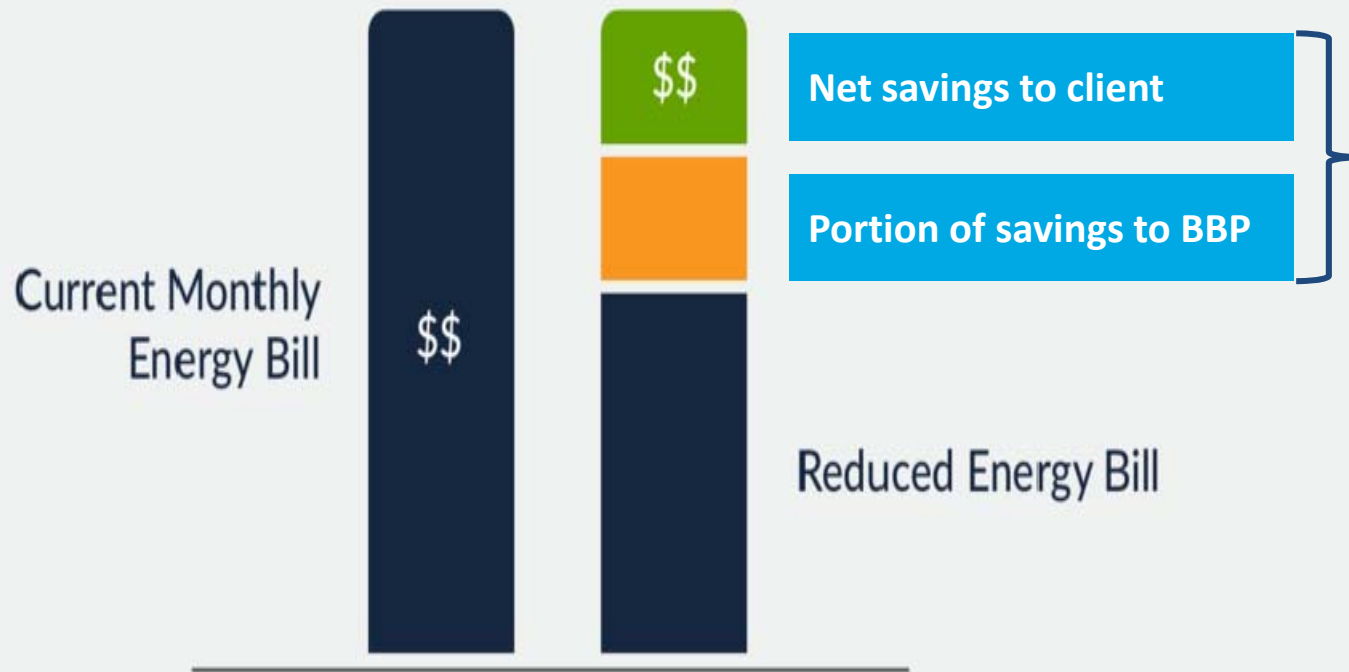 $$
Net savings to client
Portion of savings to BBP
Current Monthly
Energy Bill
$$
Reduced Energy Bill